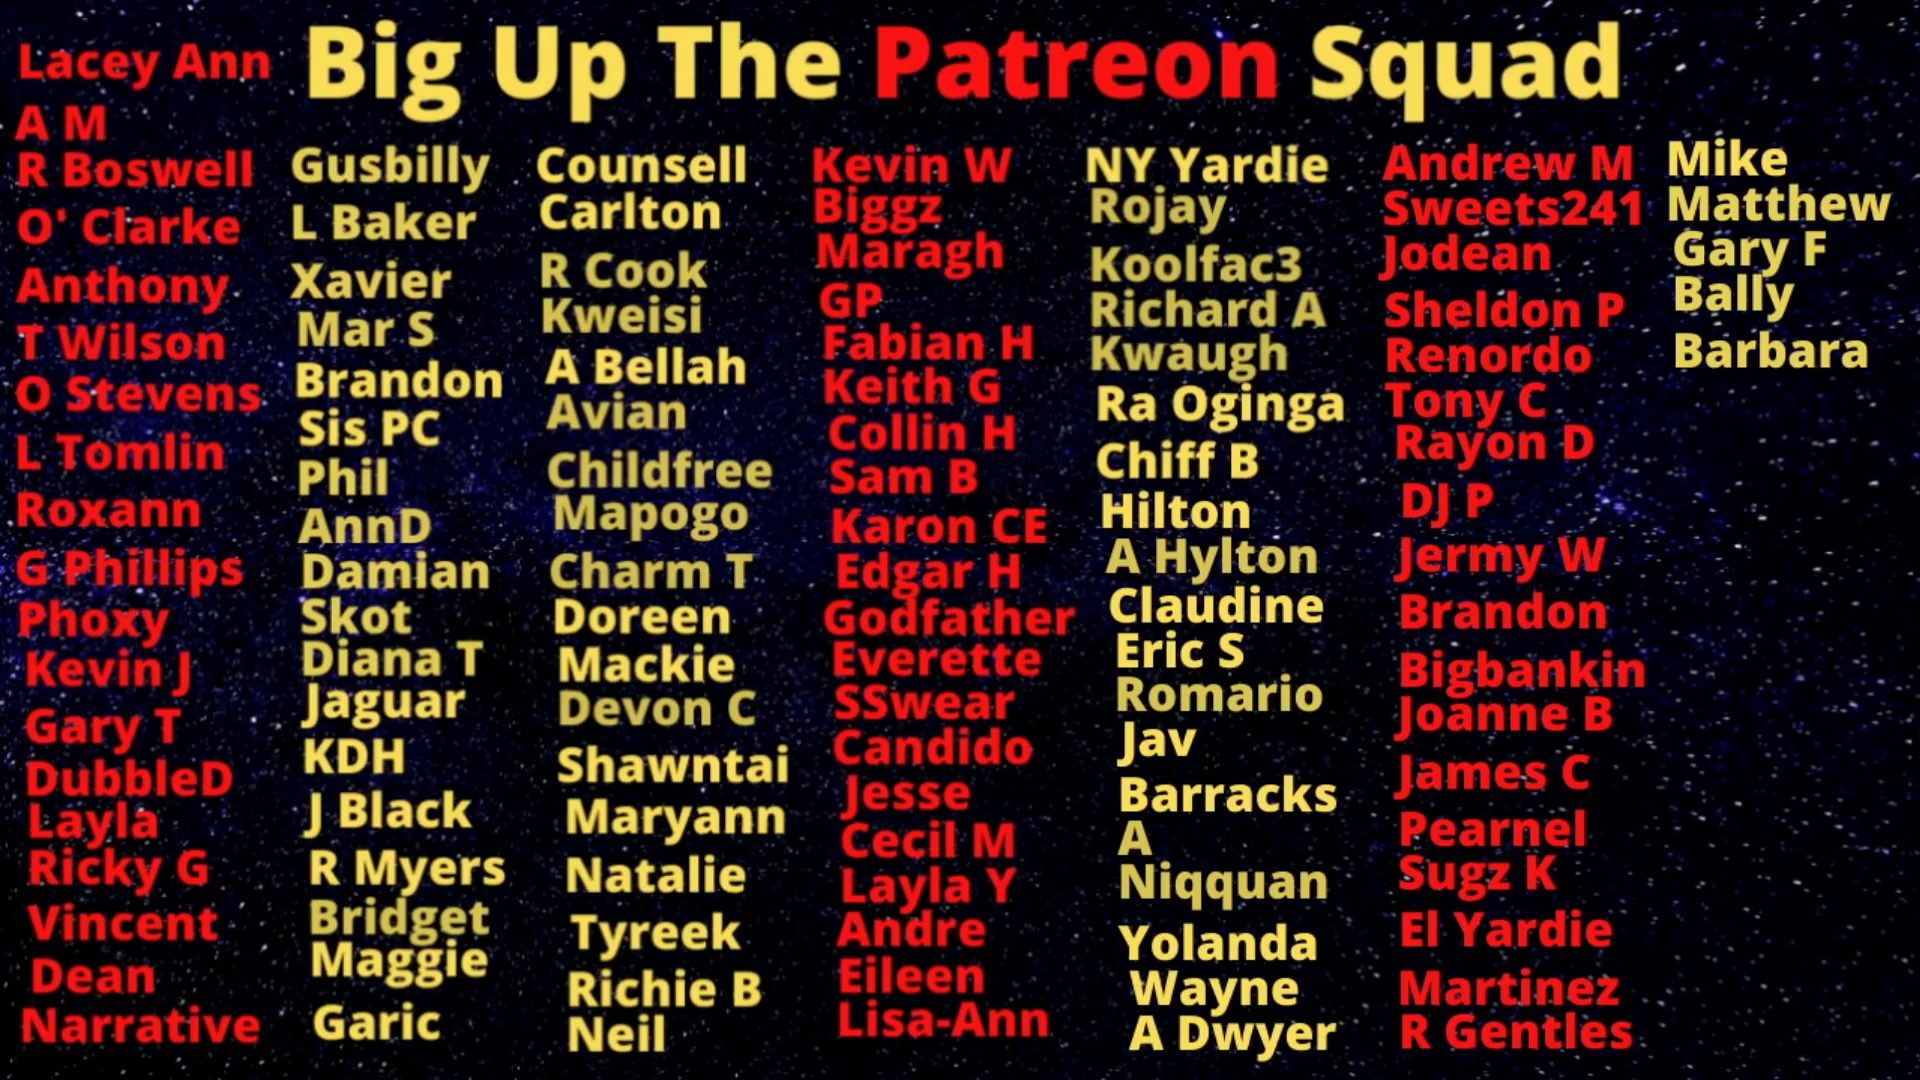 Big Up The Patreon Squad
Lacey Ann
A M
R Boswell
O' Clarke
Anthony
T Wilson
O Stevens
L Tomlin
Roxann
G Phillips
Phoxy
Kevin J
Gary T
DubbleD
Layla
Ricky G
Vincent
Dean
Narrative
Gusbilly
L Baker
Xavier
Mar S
Brandon
Sis PC
Phil
AnnD
Damian
Skot
Diana T
Jaguar
KDH
J Black
R Myers
Bridget
Maggie
Garic
Counsell
Carlton
R Cook
Kweisi
A Bellah
Avian
Childfree
Mapogo
Charm T
Doreen
Mackie
Devon C
Shawntai
Maryann
Natalie
Tyreek
Richie B
Neil
Kevin W
Biggz
Maragh
GP
Fabian H
Keith G
Collin H
Sam B
Karon CE
Edgar H
Godfather
Everette
SSwear
Candido
Jesse
Cecil M
Layla Y
Andre
Eileen
Lisa-Ann
NY Yardie
Rojay
Koolfac3
Richard A
Kwaugh
Ra Oginga
Chiff B
Hilton
A Hylton
Claudine
Eric S
Romario
Jav
Barracks
A
Niqquan
Yolanda
Wayne
A Dwyer
Andrew M
Sweets241
Jodean
Sheldon P
Renordo
Tony C
Rayon D
DJ P
Jermy W
Brandon
Bigbankin
Joanne B
James C
Pearnel
Sugz K
El Yardie
Martinez
R Gentles
Mike
Matthew
Gary F
Bally
Barbara